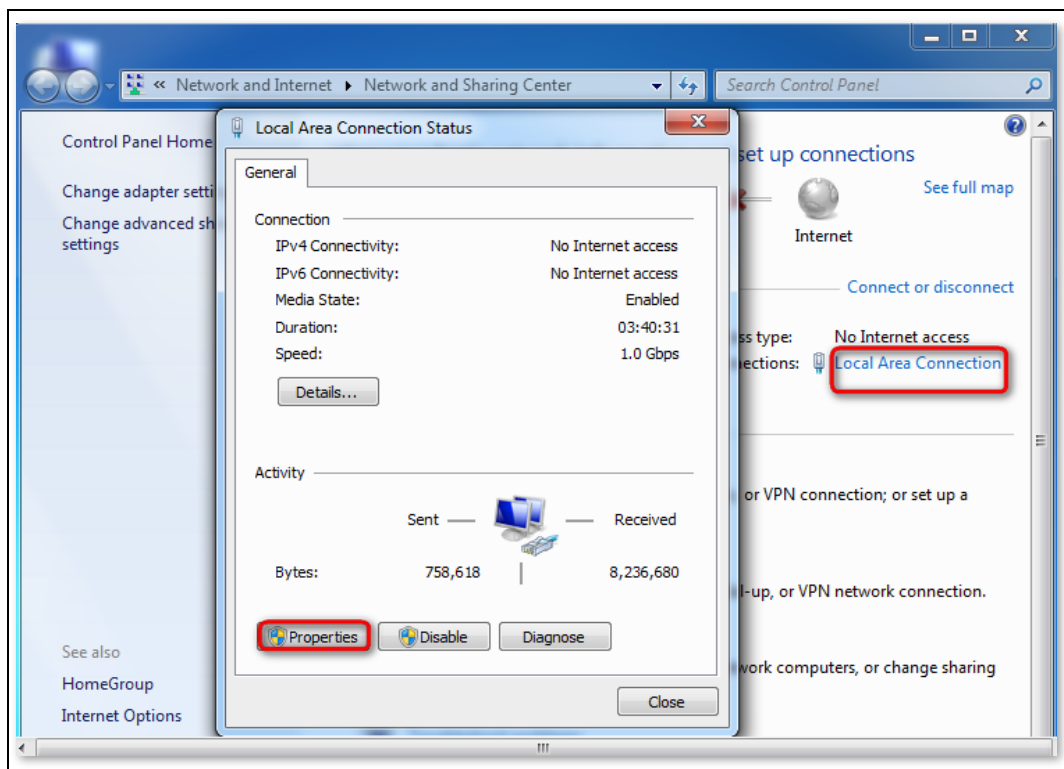 « Network and Internet ▸ Network and Sharing Center
Search Control Panel
Control Panel Home
Change adapter setti
Change advanced sh
settings
See also
HomeGroup
Internet Options
Local Area Connection Status
General
Connection
IPv4 Connectivity: No Internet access
IPv6 Connectivity: No Internet access
Media State: Enabled
Duration: 03:40:31
Speed: 1.0 Gbps
Details...
Activity
Sent — — Received
Bytes: 758,618 | 8,236,680
Properties Disable Diagnose
Close
set up connections
See full map
Internet
Connect or disconnect
ss type: No Internet access
ections: Local Area Connection
or VPN connection; or set up a
l-up, or VPN network connection.
work computers, or change sharing